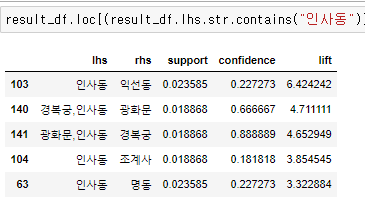 result_df.loc[(result_df.lhs.str.contains("인사동"))
lhs rhs support confidence lift
103 인사동 익선동 0.023585 0.227273 6.424242
140 경복궁,인사동 광화문 0.018868 0.666667 4.711111
141 광화문,인사동 경복궁 0.018868 0.888889 4.652949
104 인사동 조계사 0.018868 0.181818 3.854545
63 인사동 명동 0.023585 0.227273 3.322884